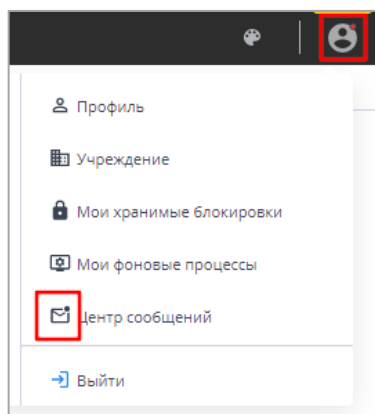 Профиль
Учреждение
Мои хранимые блокировки
Мои фоновые процессы
Центр сообщений
Выйти